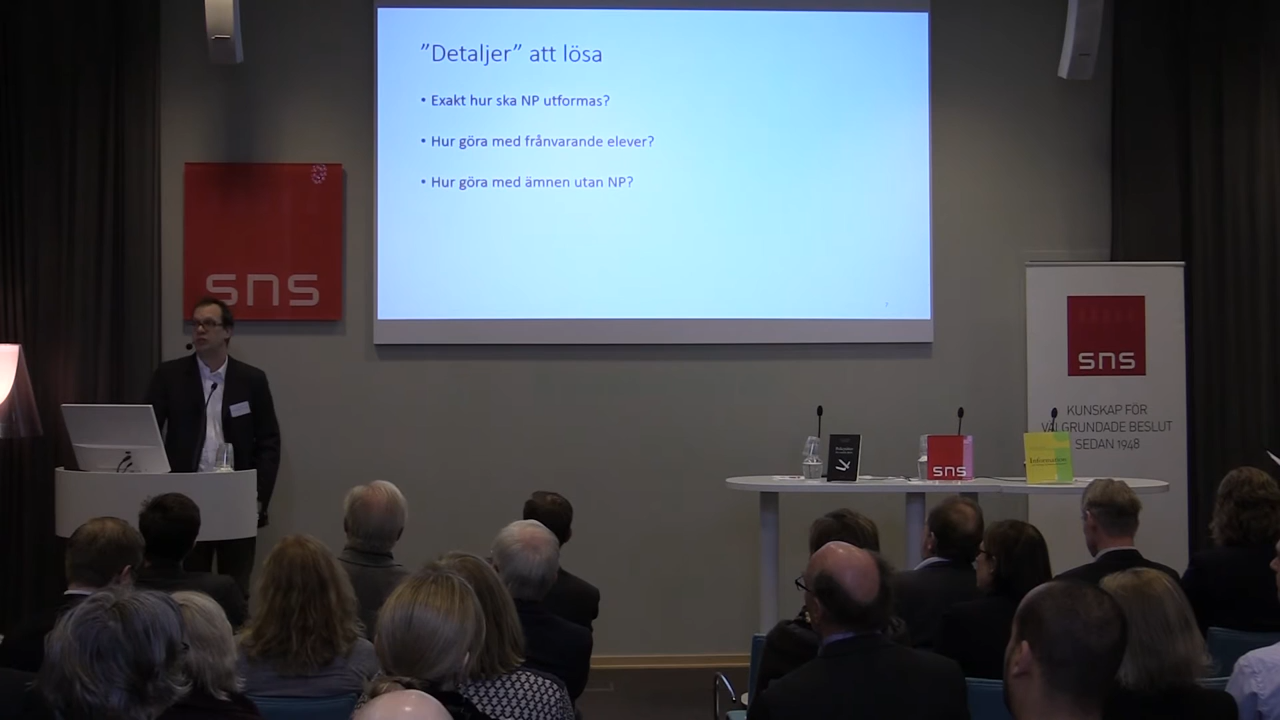 ”Detaljer” att lösa
• Exakt hur ska NP utformas?
• Hur göra med frånvarande elever?
• Hur göra med ämnen utan NP?
sns
sns
KUNSKAP FÖR
VÄLGRUNDADE BESLUT
SEDAN 1948
sns
Information